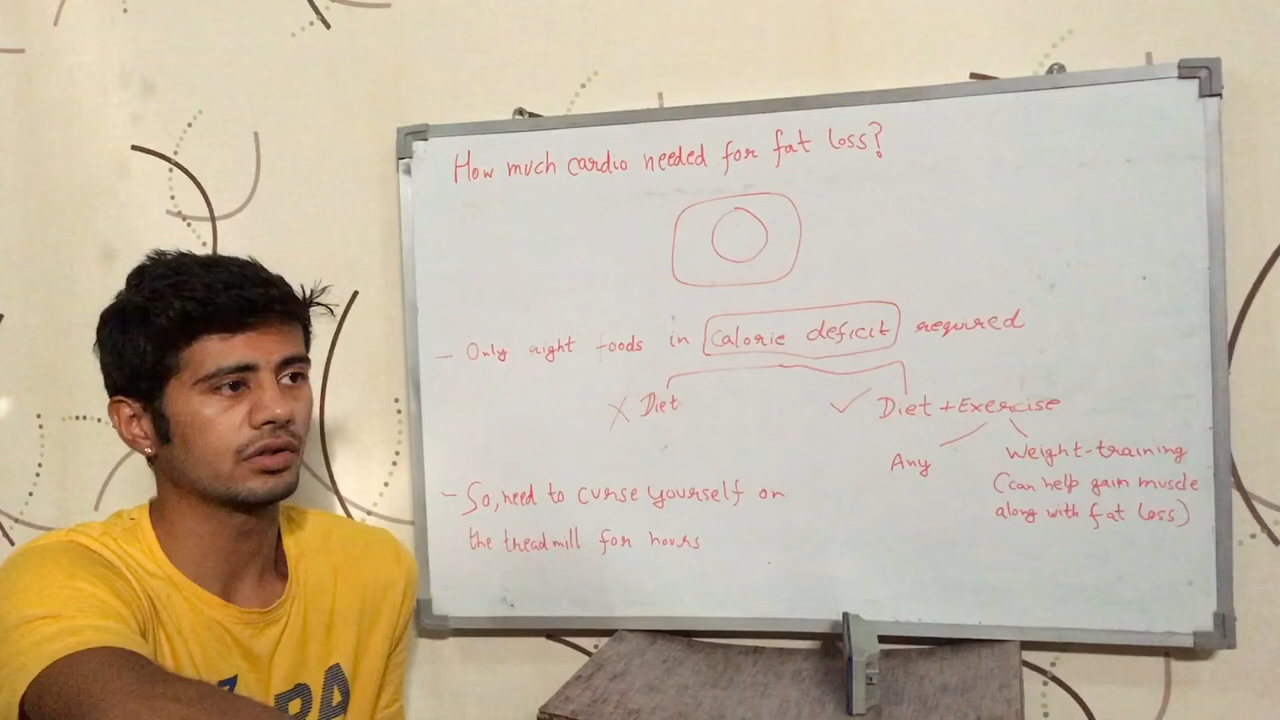 How much cardio needed for fat loss?
- Only right foods in calorie deficit required
X Diet
✓ Diet + Exercise
Any
Weight-training
(can help gain muscle
along with fat loss)
- So, need to curse yourself on
the treadmill for hours